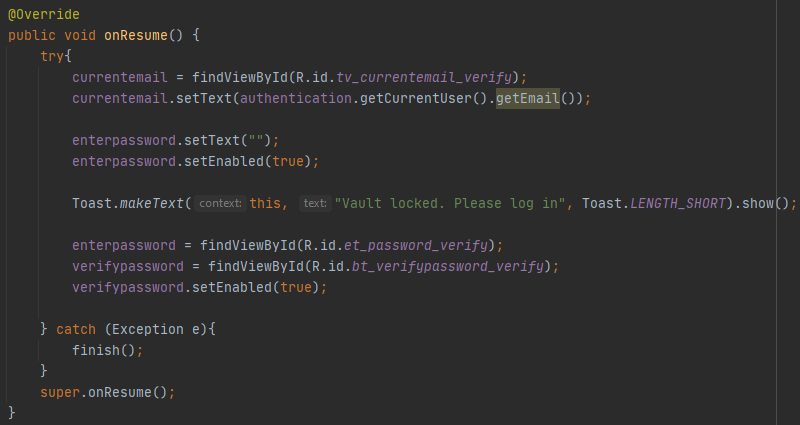 @Override
public void onResume() {
try{
currentemail = findViewById(R.id.tv_currentemail_verify);
currentemail.setText(authentication.getCurrentUser().getEmail());
enterpassword.setText("");
enterpassword.setEnabled(true);
Toast.makeText( context: this, text: "Vault locked. Please log in", Toast.LENGTH_SHORT).show();
enterpassword = findViewById(R.id.et_password_verify);
verifypassword = findViewById(R.id.bt_verifypassword_verify);
verifypassword.setEnabled(true);
} catch (Exception e){
finish();
}
super.onResume();
}